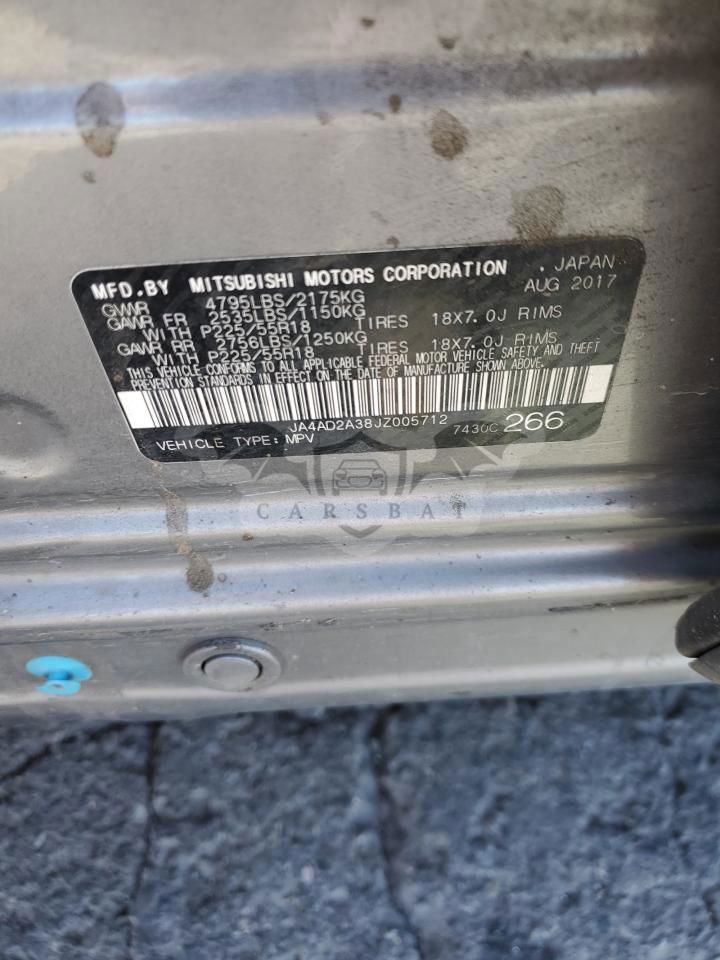 MFD.BY MITSUBISHI MOTORS CORPORATION . JAPAN
GVWR 4795LBS/2175KG AUG 2017
GAWR FR 2535LBS/1150KG
WITH P225/55R18 TIRES 18X7.0J RIMS
GAWR RR 2756LBS/1250KG
WITH P225/55R18 TIRES 18X7.0J RIMS
THIS VEHICLE CONFORMS TO ALL APPLICABLE FEDERAL MOTOR VEHICLE SAFETY AND THEFT
PREVENTION STANDARDS IN EFFECT ON THE DATE OF MANUFACTURE SHOWN ABOVE.
JA4AD2A38JZ005712 7430C 266
VEHICLE TYPE: MPV
CARSBAT